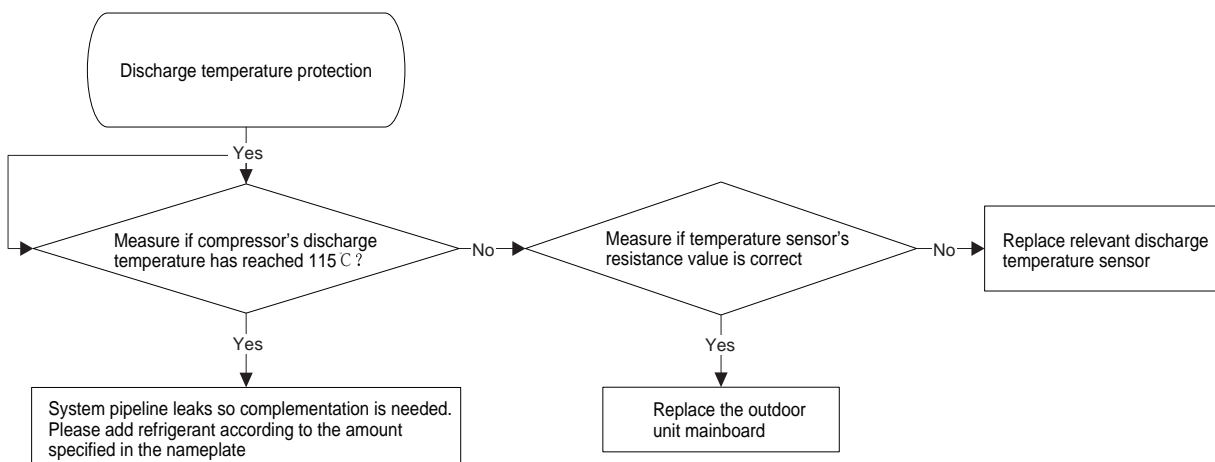 Discharge temperature protection
Yes
Measure if compressor's discharge
temperature has reached 115℃?
No
Measure if temperature sensor's
resistance value is correct
No
Replace relevant discharge
temperature sensor
Yes
System pipeline leaks so complementation is needed.
Please add refrigerant according to the amount
specified in the nameplate
Yes
Replace the outdoor
unit mainboard